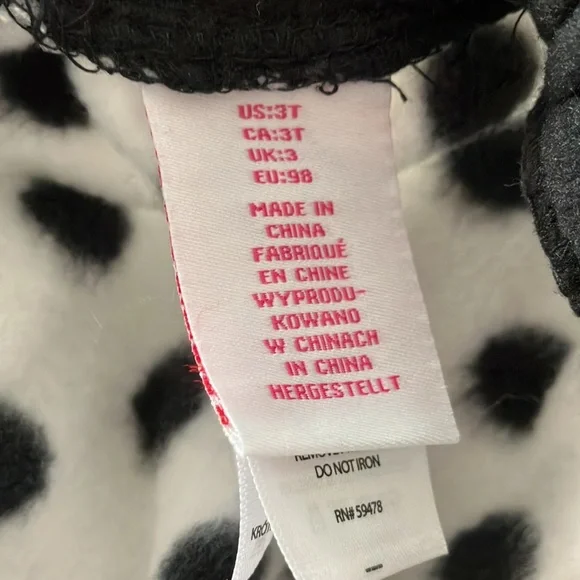 US:3T
CA:3T
UK:3
EU:98
MADE IN
CHINA
FABRIQUÉ
EN CHINE
WYPRODU-
KOWANO
W CHINACH
IN CHINA
HERGESTELLT
DO NOT IRON
RN# 59478